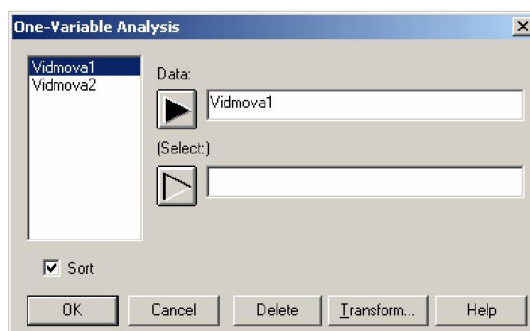 One-Variable Analysis
Vidmova1
Vidmova2
Data:
Vidmova1
(Select:)
Sort
OK
Cancel
Delete
Transform...
Help